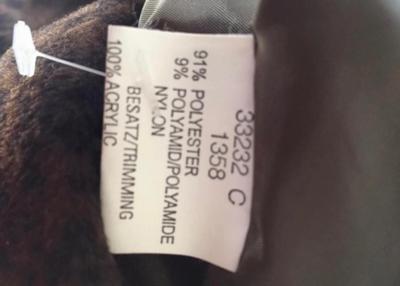 33232 C
1358
91% POLYESTER
9% POLYAMID/POLYAMIDE
NYLON
BESATZ/TRIMMING
100% ACRYLIC